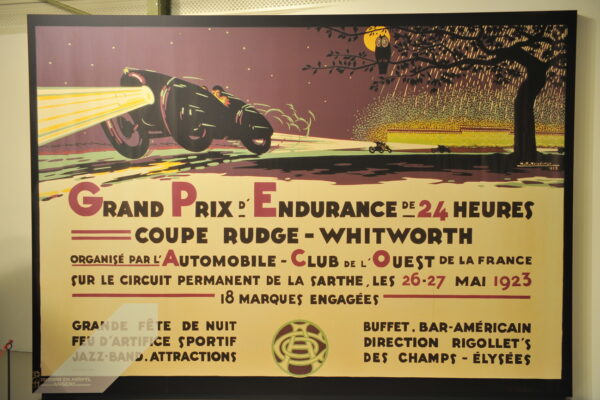 GRAND PRIX D'ENDURANCE DE 24 HEURES
COUPE RUDGE - WHITWORTH
ORGANISÉ PAR L'AUTOMOBILE - CLUB DE L'OUEST DE LA FRANCE
SUR LE CIRCUIT PERMANENT DE LA SARTHE, LES 26-27 MAI 1923
18 MARQUES ENGAGÉES
GRANDE FÊTE DE NUIT
FEU D'ARTIFICE SPORTIF
JAZ-BAND. ATTRACTIONS
BUFFET. BAR-AMÉRICAIN
DIRECTION RIGOLLET'S
DES CHAMPS - ÉLYSÉES